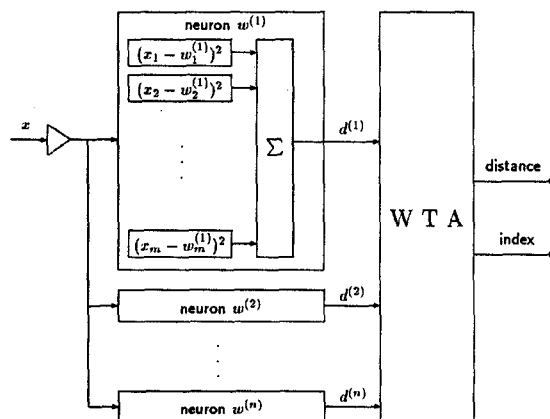 neuron w^(1)
(x_1 − w_1^(1))^2
(x_2 − w_2^(1))^2
x
Σ
d^(1)
distance
W T A
index
(x_m − w_m^(1))^2
d^(2)
neuron w^(2)
d^(n)
neuron w^(n)